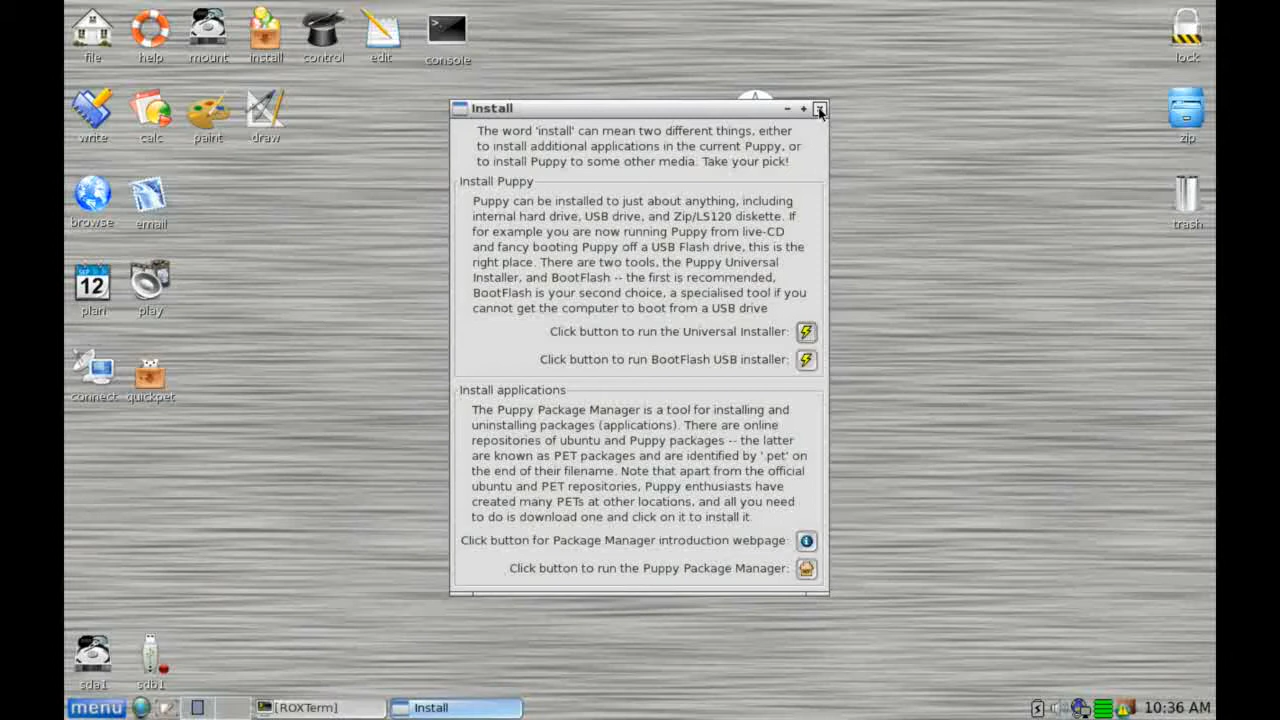 file help mount install control edit console lock
write calc paint draw zip
browse email trash
plan play
connect quickpet
sda1 sdb1
Install
The word 'install' can mean two different things, either
to install additional applications in the current Puppy, or
to install Puppy to some other media. Take your pick!
Install Puppy
Puppy can be installed to just about anything, including
internal hard drive, USB drive, and Zip/LS120 diskette. If
for example you are now running Puppy from live-CD
and fancy booting Puppy off a USB Flash drive, this is the
right place. There are two tools, the Puppy Universal
Installer, and BootFlash -- the first is recommended,
BootFlash is your second choice, a specialised tool if you
cannot get the computer to boot from a USB drive
Click button to run the Universal Installer:
Click button to run BootFlash USB installer:
Install applications
The Puppy Package Manager is a tool for installing and
uninstalling packages (applications). There are online
repositories of ubuntu and Puppy packages -- the latter
are known as PET packages and are identified by '.pet' on
the end of their filename. Note that apart from the official
ubuntu and PET repositories, Puppy enthusiasts have
created many PETs at other locations, and all you need
to do is download one and click on it to install it.
Click button for Package Manager introduction webpage:
Click button to run the Puppy Package Manager:
menu [ROXTerm] Install 10:36 AM